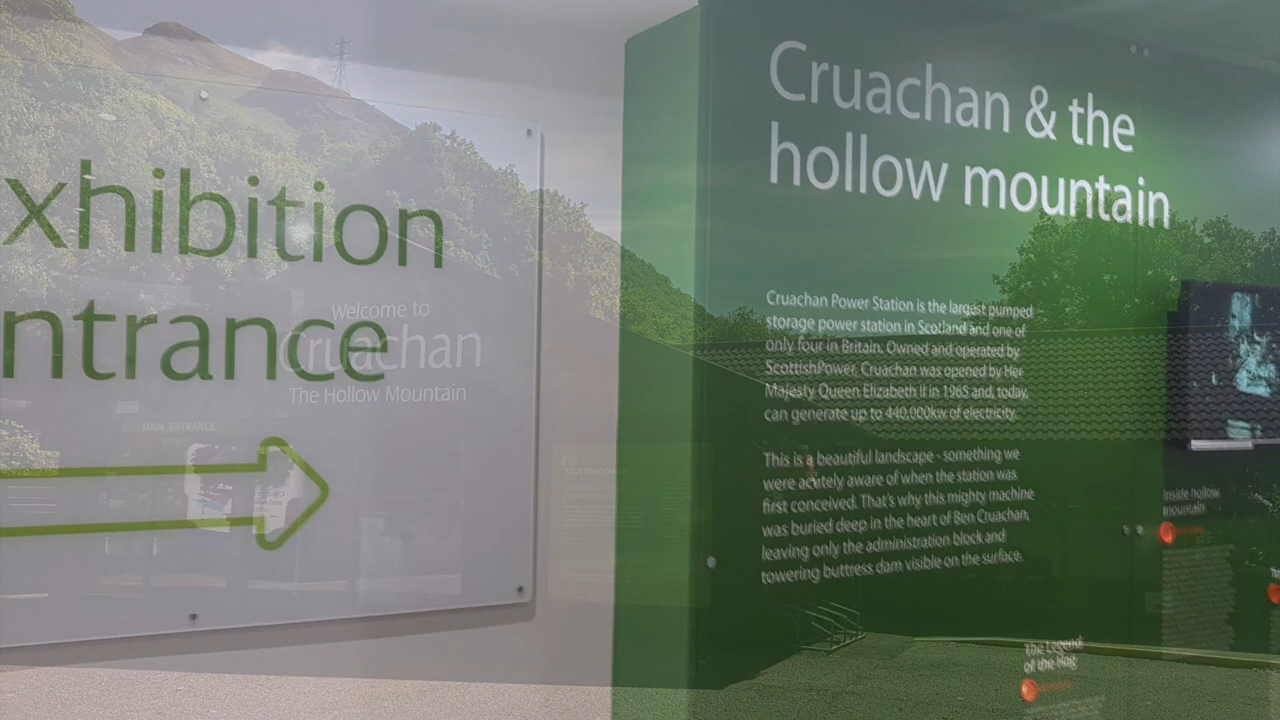 xhibition
ntrance
Welcome to
Cruachan
The Hollow Mountain
MAIN ENTRANCE
SCOTTISHPOWER
Cruachan & the
hollow mountain
Cruachan Power Station is the largest pumped
storage power station in Scotland and one of
only four in Britain. Owned and operated by
ScottishPower, Cruachan was opened by Her
Majesty Queen Elizabeth II in 1965 and, today,
can generate up to 440,000kw of electricity.
This is a beautiful landscape - something we
were acutely aware of when the station was
first conceived. That's why this mighty machine
was buried deep in the heart of Ben Cruachan,
leaving only the administration block and
towering buttress dam visible on the surface.
Inside hollow
mountain
The Legend
of the Hag